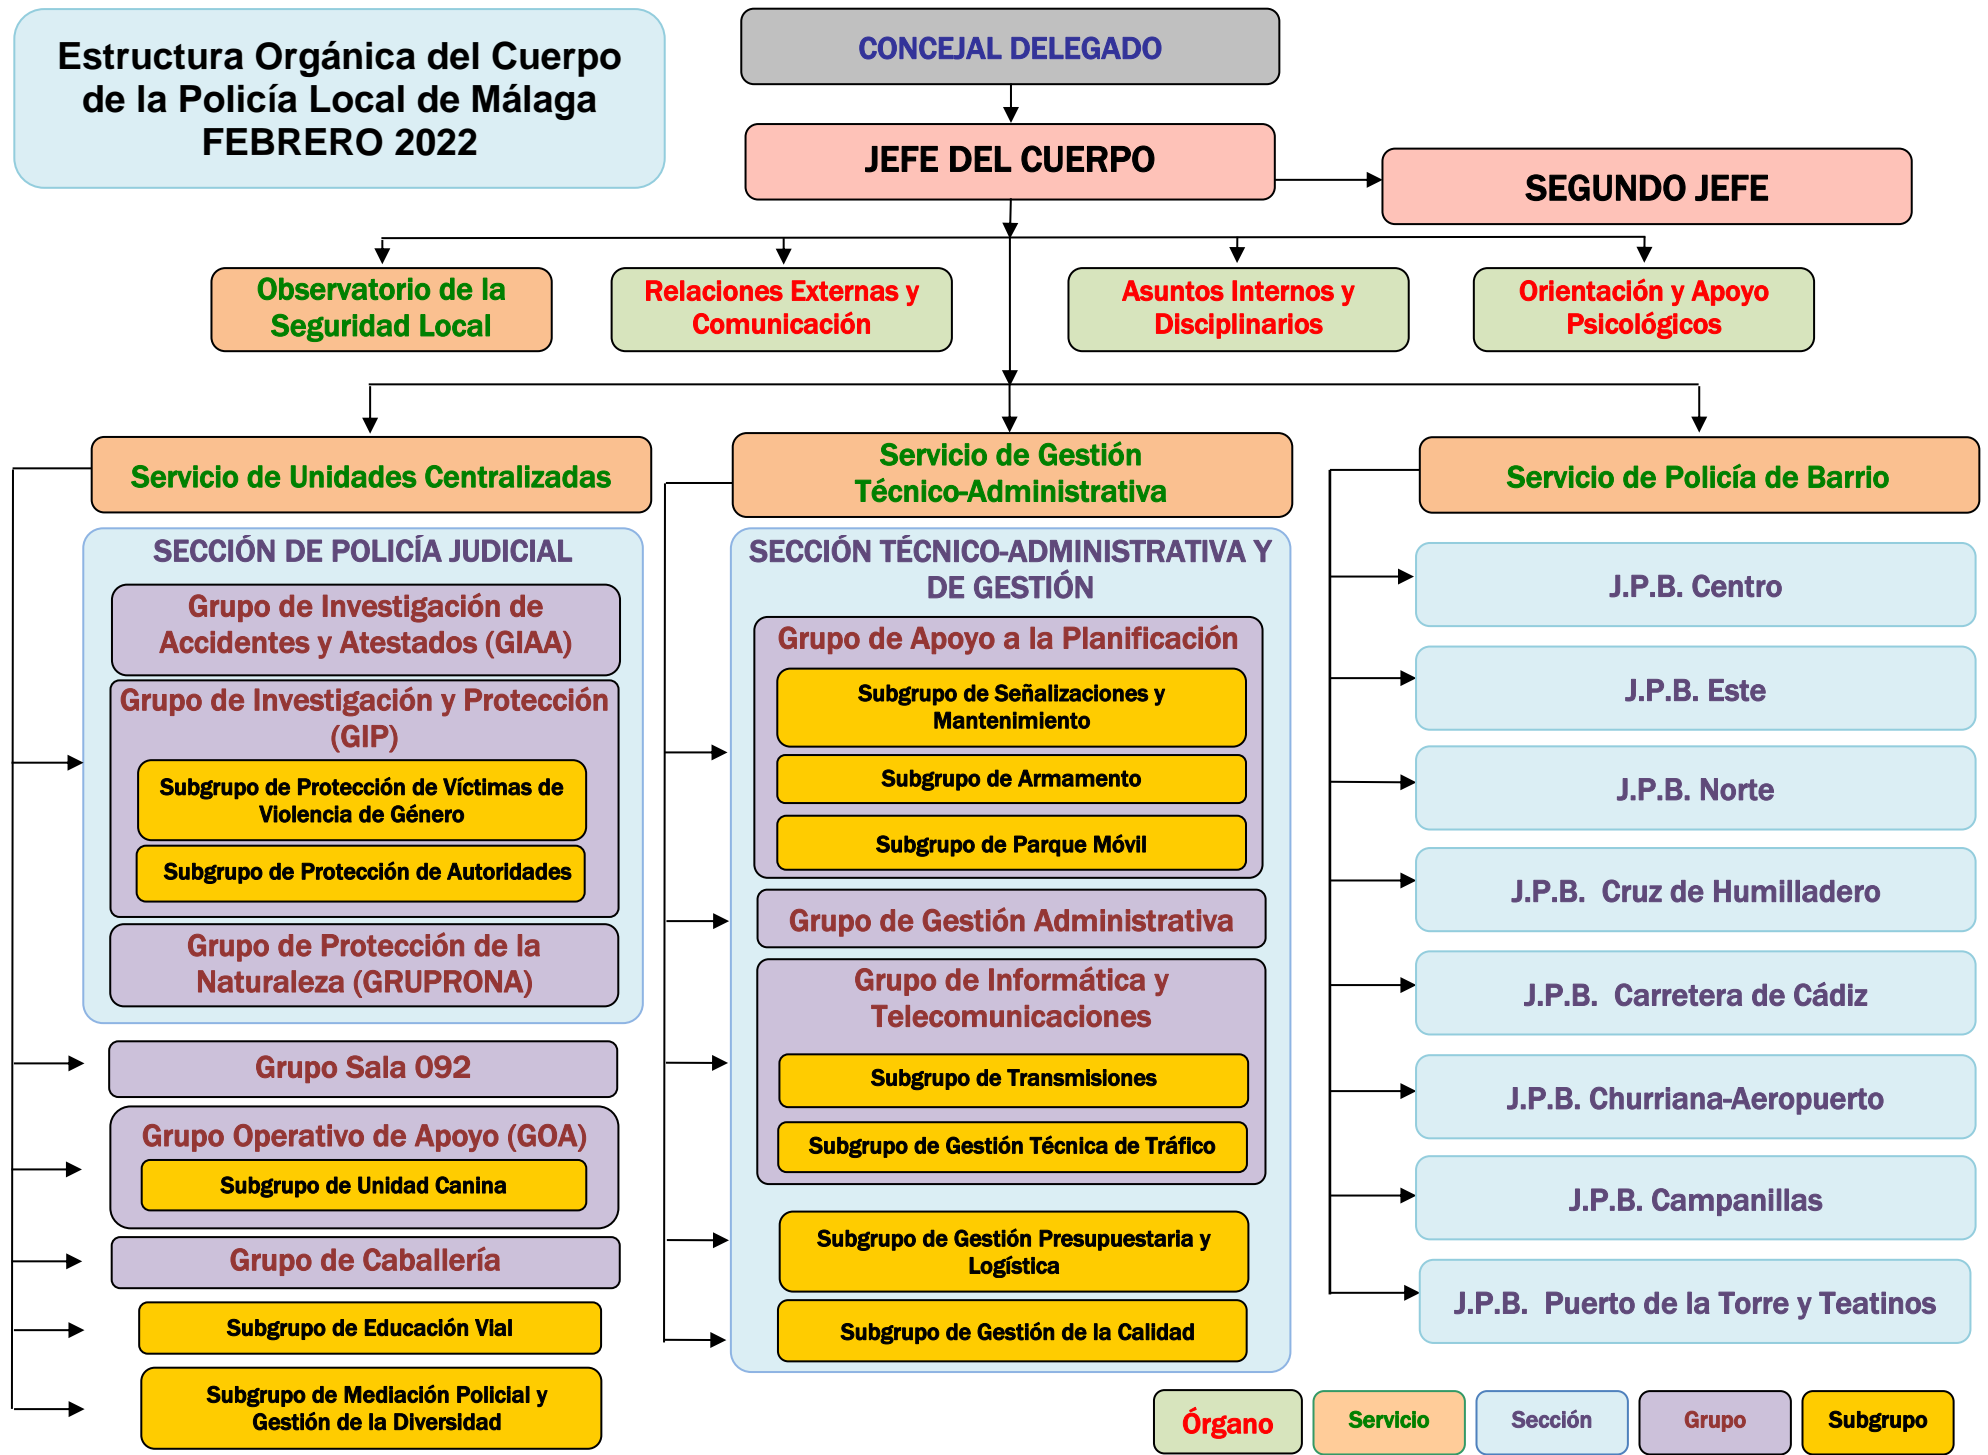 Estructura Orgánica del Cuerpo
de la Policía Local de Málaga
FEBRERO 2022
CONCEJAL DELEGADO
JEFE DEL CUERPO
SEGUNDO JEFE
Observatorio de la
Seguridad Local
Relaciones Externas y
Comunicación
Asuntos Internos y
Disciplinarios
Orientación y Apoyo
Psicológicos
Servicio de Unidades Centralizadas
SECCIÓN DE POLICÍA JUDICIAL
Grupo de Investigación de
Accidentes y Atestados (GIAA)
Grupo de Investigación y Protección
(GIP)
Subgrupo de Protección de Víctimas de
Violencia de Género
Subgrupo de Protección de Autoridades
Grupo de Protección de la
Naturaleza (GRUPRONA)
Grupo Sala 092
Grupo Operativo de Apoyo (GOA)
Subgrupo de Unidad Canina
Grupo de Caballería
Subgrupo de Educación Vial
Subgrupo de Mediación Policial y
Gestión de la Diversidad
Servicio de Gestión
Técnico-Administrativa
SECCIÓN TÉCNICO-ADMINISTRATIVA Y
DE GESTIÓN
Grupo de Apoyo a la Planificación
Subgrupo de Señalizaciones y
Mantenimiento
Subgrupo de Armamento
Subgrupo de Parque Móvil
Grupo de Gestión Administrativa
Grupo de Informática y
Telecomunicaciones
Subgrupo de Transmisiones
Subgrupo de Gestión Técnica de Tráfico
Subgrupo de Gestión Presupuestaria y
Logística
Subgrupo de Gestión de la Calidad
Servicio de Policía de Barrio
J.P.B. Centro
J.P.B. Este
J.P.B. Norte
J.P.B. Cruz de Humilladero
J.P.B. Carretera de Cádiz
J.P.B. Churriana-Aeropuerto
J.P.B. Campanillas
J.P.B. Puerto de la Torre y Teatinos
Órgano
Servicio
Sección
Grupo
Subgrupo